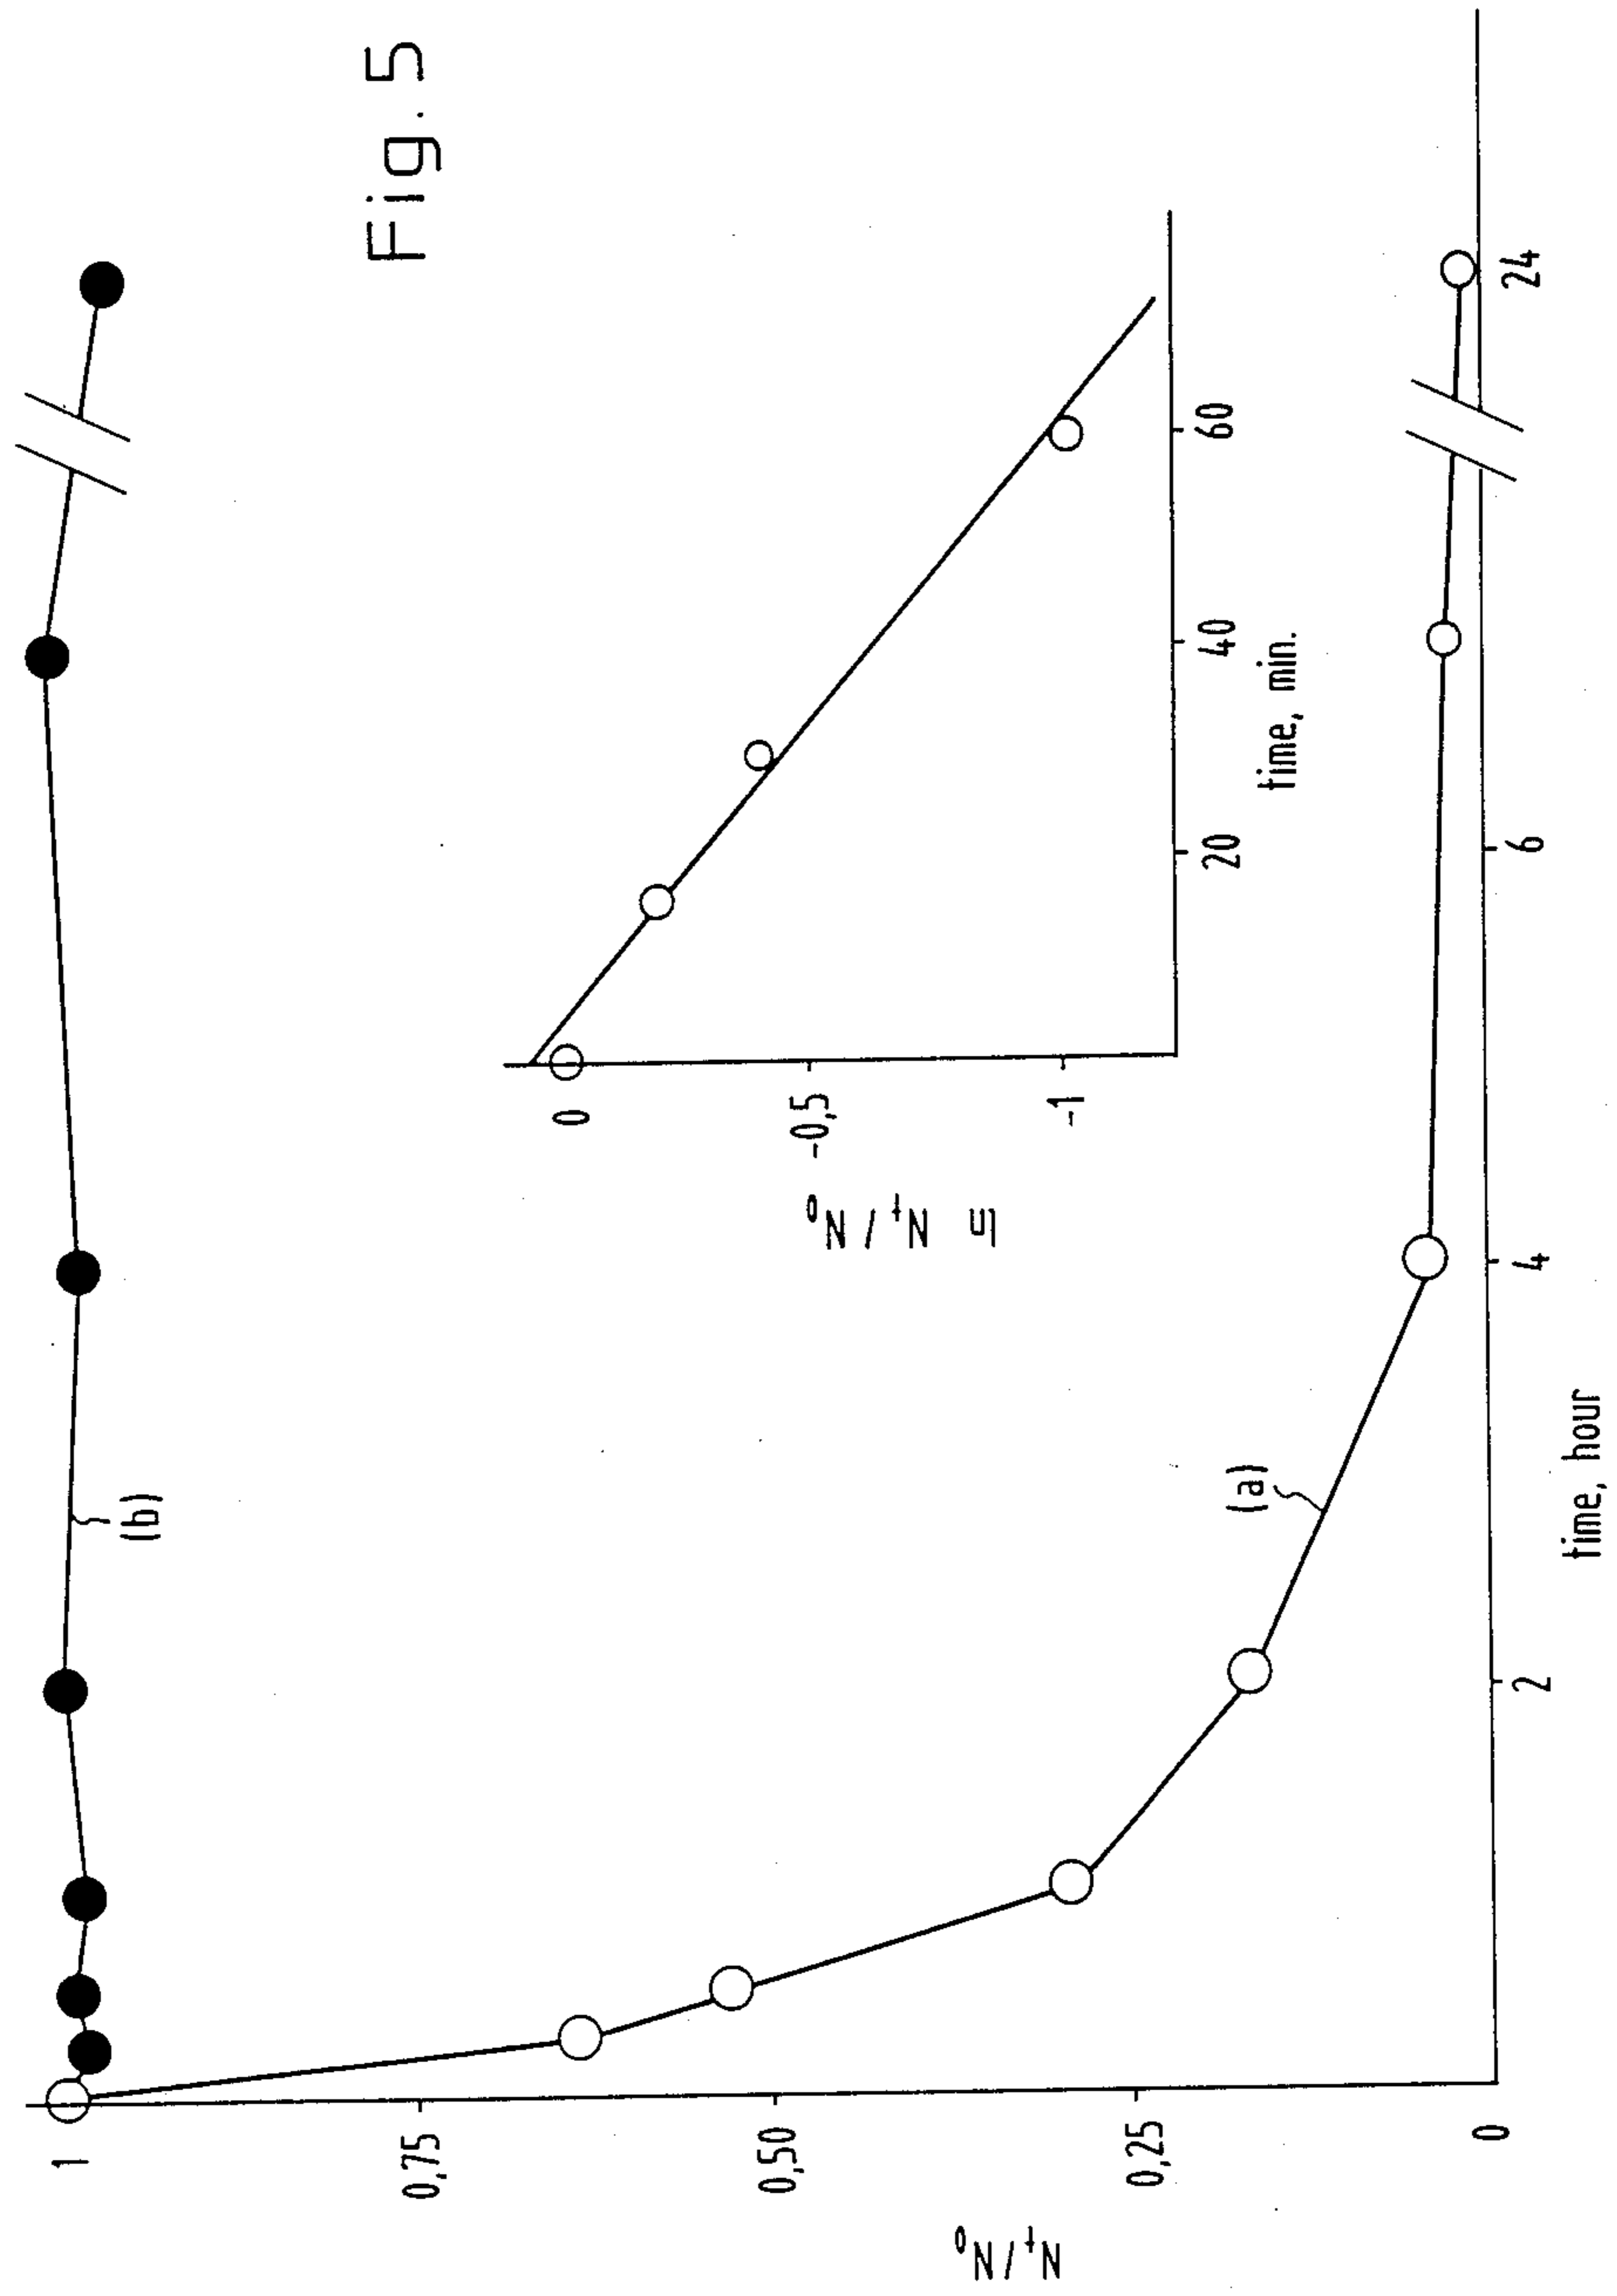 Fig. 5
1
0,75
0,50
0,25
0
N_t/N_0
(b)
(a)
2
4
6
24
time, hour
0
-0,5
-1
ln N_t/N_0
20
40
60
time, min.